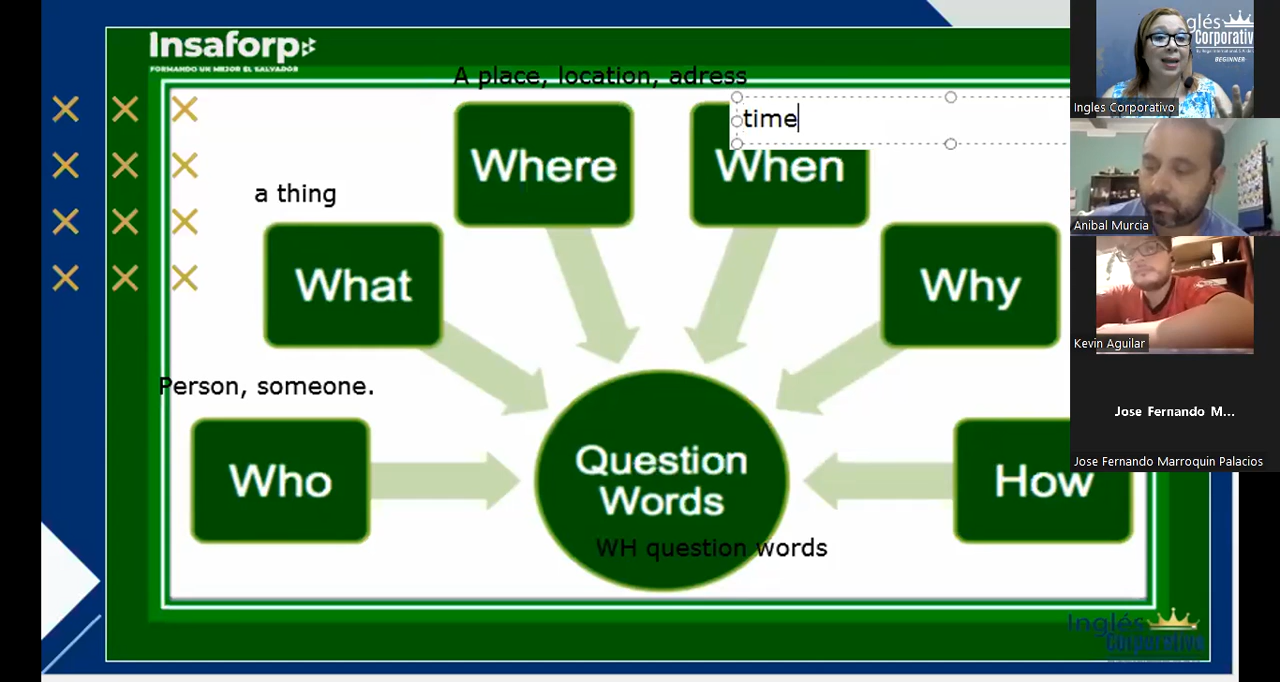 Insaforp
FORMANDO UN MEJOR EL SALVADOR
A place, location, adress
time
Where
When
a thing
What
Why
Person, someone.
Who
Question
Words
How
WH question words
Inglés
Corporativo
glés
Corporativo
BEGINNER
Ingles Corporativo
Anibal Murcia
Kevin Aguilar
Jose Fernando M...
Jose Fernando Marroquin Palacios